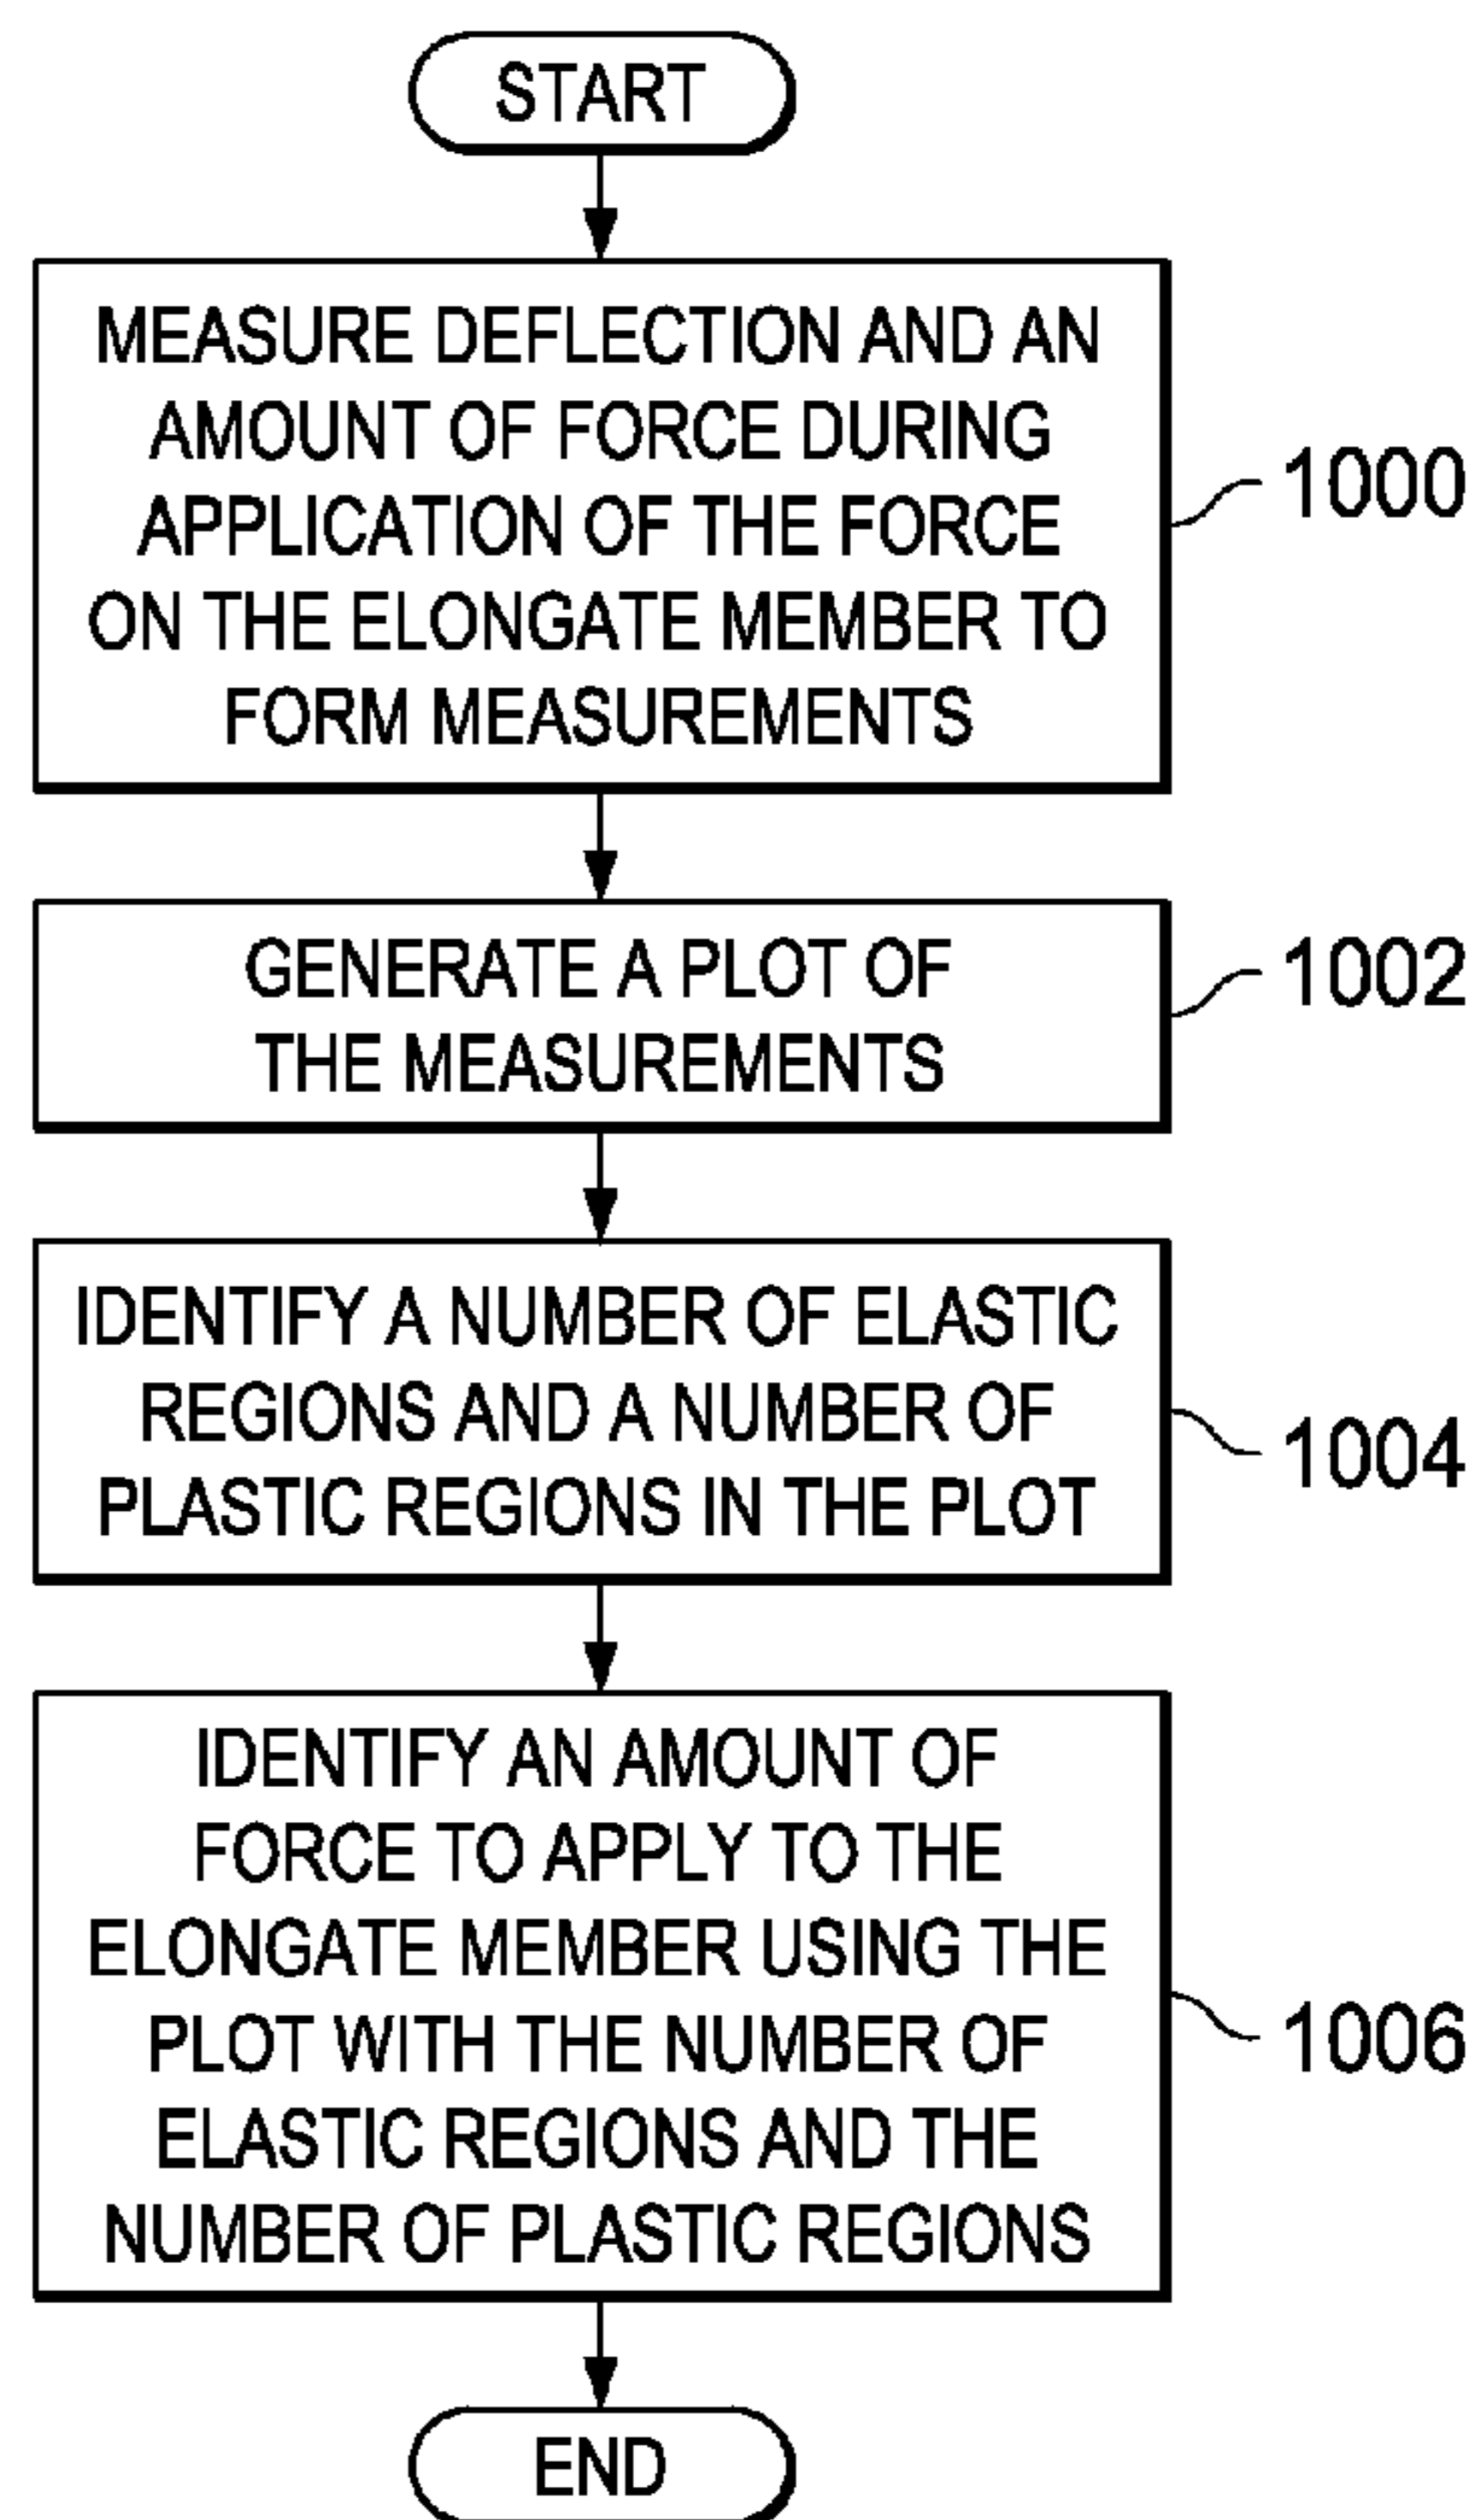 START
MEASURE DEFLECTION AND AN
AMOUNT OF FORCE DURING
APPLICATION OF THE FORCE
ON THE ELONGATE MEMBER TO
FORM MEASUREMENTS
1000
GENERATE A PLOT OF
THE MEASUREMENTS
1002
IDENTIFY A NUMBER OF ELASTIC
REGIONS AND A NUMBER OF
PLASTIC REGIONS IN THE PLOT
1004
IDENTIFY AN AMOUNT OF
FORCE TO APPLY TO THE
ELONGATE MEMBER USING THE
PLOT WITH THE NUMBER OF
ELASTIC REGIONS AND THE
NUMBER OF PLASTIC REGIONS
1006
END